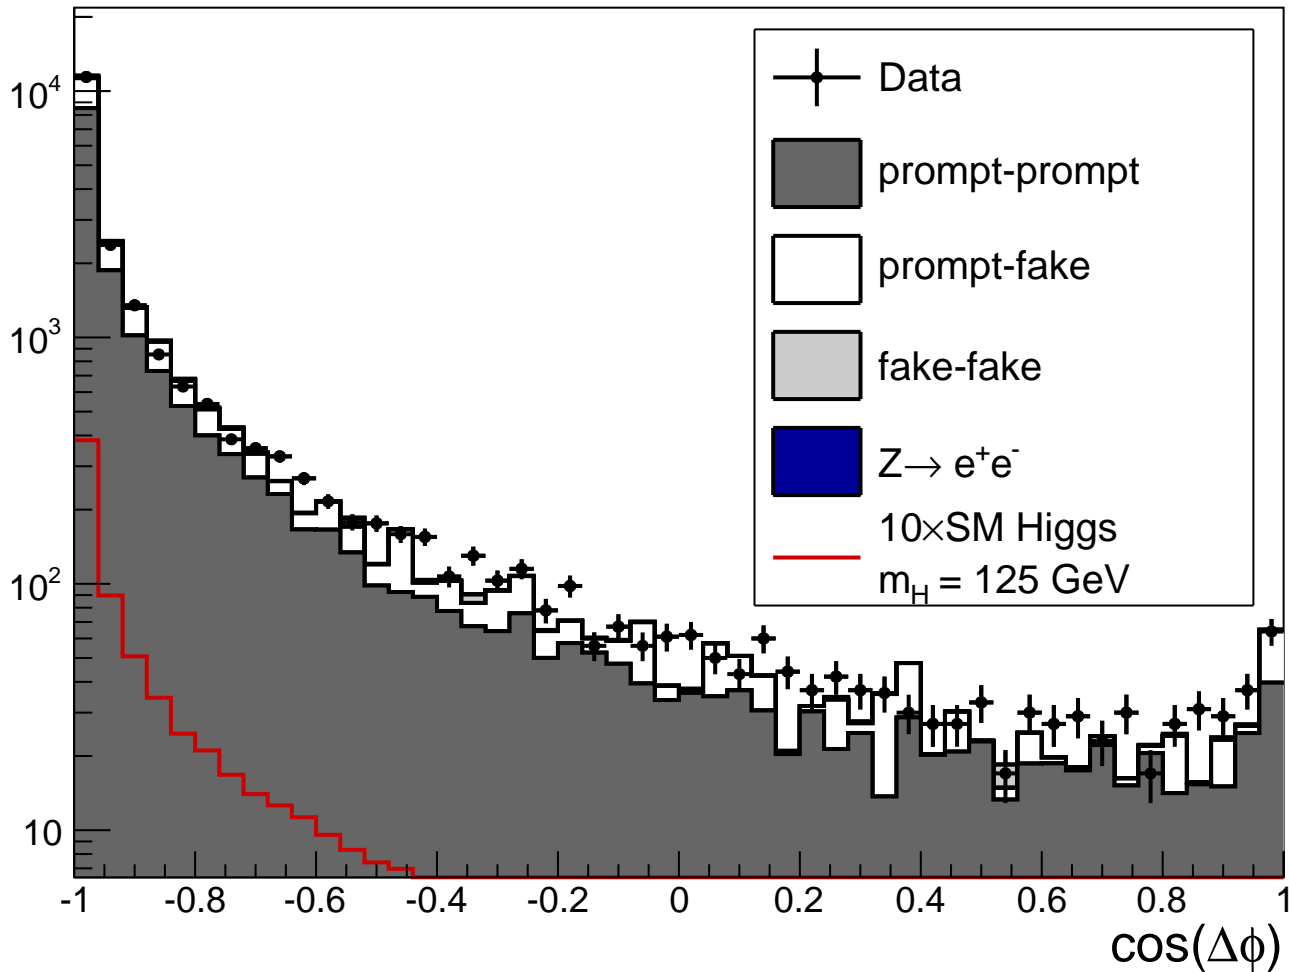 10⁴
10³
10²
10
-1 -0.8 -0.6 -0.4 -0.2 0 0.2 0.4 0.6 0.8 1
cos(Δϕ)
Data
prompt-prompt
prompt-fake
fake-fake
Z→ e⁺e⁻
10×SM Higgs
m_H = 125 GeV